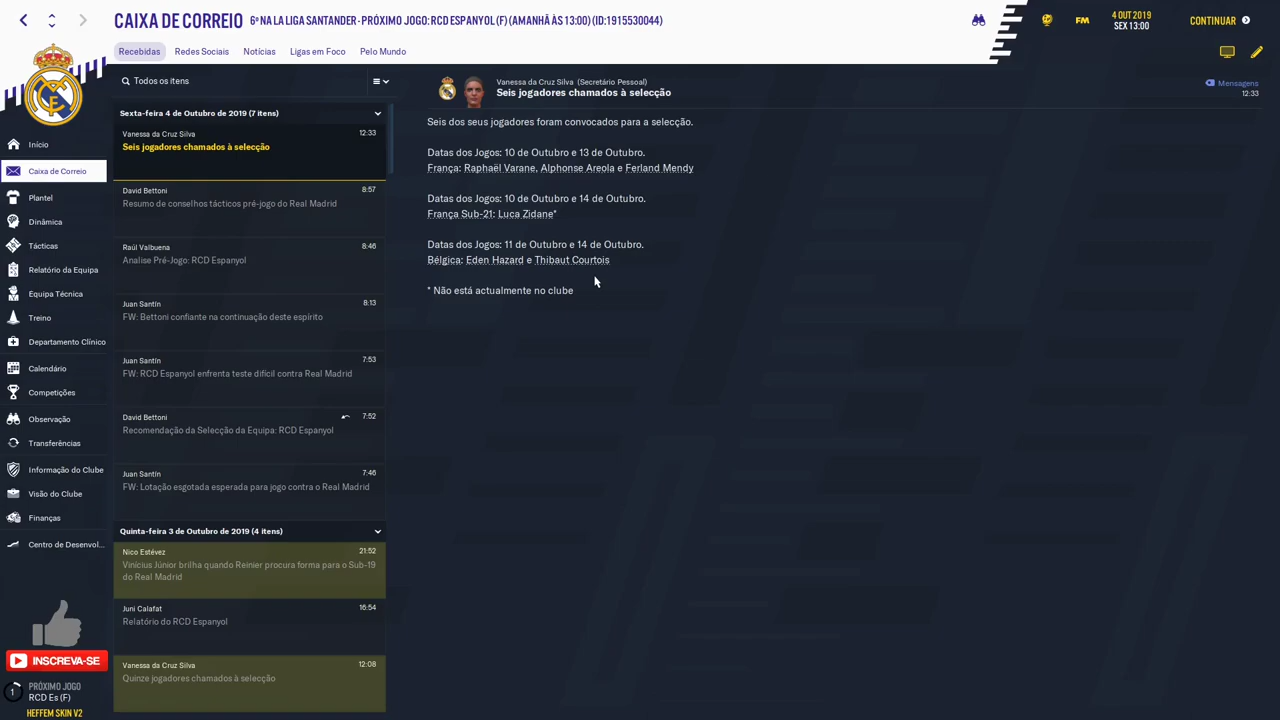 CAIXA DE CORREIO
6º NA LA LIGA SANTANDER - PRÓXIMO JOGO: RCD ESPANYOL (F) (AMANHÃ ÀS 13:00) (ID:1915530044)
FM
4 OUT 2019
SEX 13:00
CONTINUAR
Recebidas
Redes Sociais
Notícias
Ligas em Foco
Pelo Mundo
Início
Caixa de Correio
Plantel
Dinâmica
Tácticas
Relatório da Equipa
Equipa Técnica
Treino
Departamento Clínico
Calendário
Competições
Observação
Transferências
Informação do Clube
Visão do Clube
Finanças
Centro de Desenvol...
INSCREVA-SE
1
PRÓXIMO JOGO
RCD Es (F)
HEFFEM SKIN V2
Todos os itens
Sexta-feira 4 de Outubro de 2019 (7 itens)
Vanessa da Cruz Silva 12:33
Seis jogadores chamados à selecção
David Bettoni 8:57
Resumo de conselhos tácticos pré-jogo do Real Madrid
Raúl Valbuena 8:46
Analise Pré-Jogo: RCD Espanyol
Juan Santín 8:13
FW: Bettoni confiante na continuação deste espírito
Juan Santín 7:53
FW: RCD Espanyol enfrenta teste difícil contra Real Madrid
David Bettoni 7:52
Recomendação da Selecção da Equipa: RCD Espanyol
Juan Santín 7:46
FW: Lotação esgotada esperada para jogo contra o Real Madrid
Quinta-feira 3 de Outubro de 2019 (4 itens)
Nico Estévez 21:52
Vinícius Júnior brilha quando Reinier procura forma para o Sub-19
do Real Madrid
Juni Calafat 16:54
Relatório do RCD Espanyol
Vanessa da Cruz Silva 12:08
Quinze jogadores chamados à selecção
Vanessa da Cruz Silva (Secretário Pessoal)
Seis jogadores chamados à selecção
Mensagens
12:33
Seis dos seus jogadores foram convocados para a selecção.
Datas dos Jogos: 10 de Outubro e 13 de Outubro.
França: Raphaël Varane, Alphonse Areola e Ferland Mendy
Datas dos Jogos: 10 de Outubro e 14 de Outubro.
França Sub-21: Luca Zidane*
Datas dos Jogos: 11 de Outubro e 14 de Outubro.
Bélgica: Eden Hazard e Thibaut Courtois
* Não está actualmente no clube